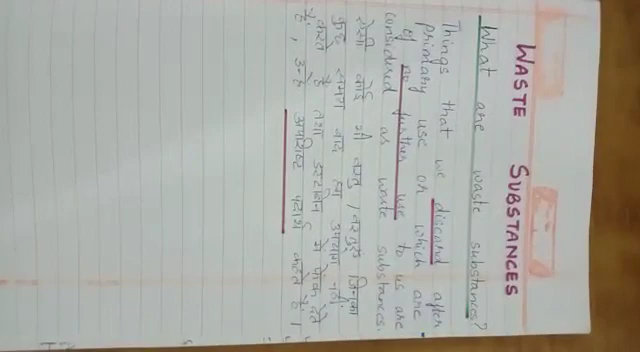 WASTE SUBSTANCES
What are waste substances?
Things that we discard after
primary use or which are
of no further use to us are
considered as waste substances.
ऐसी कोई भी वस्तु / वस्तुएँ जिनका
कुछ समय बाद हम उपयोग नहीं
करते हैं तथा डस्टबिन में फेंक देते
हैं, उन्हें अपशिष्ट पदार्थ कहते हैं।